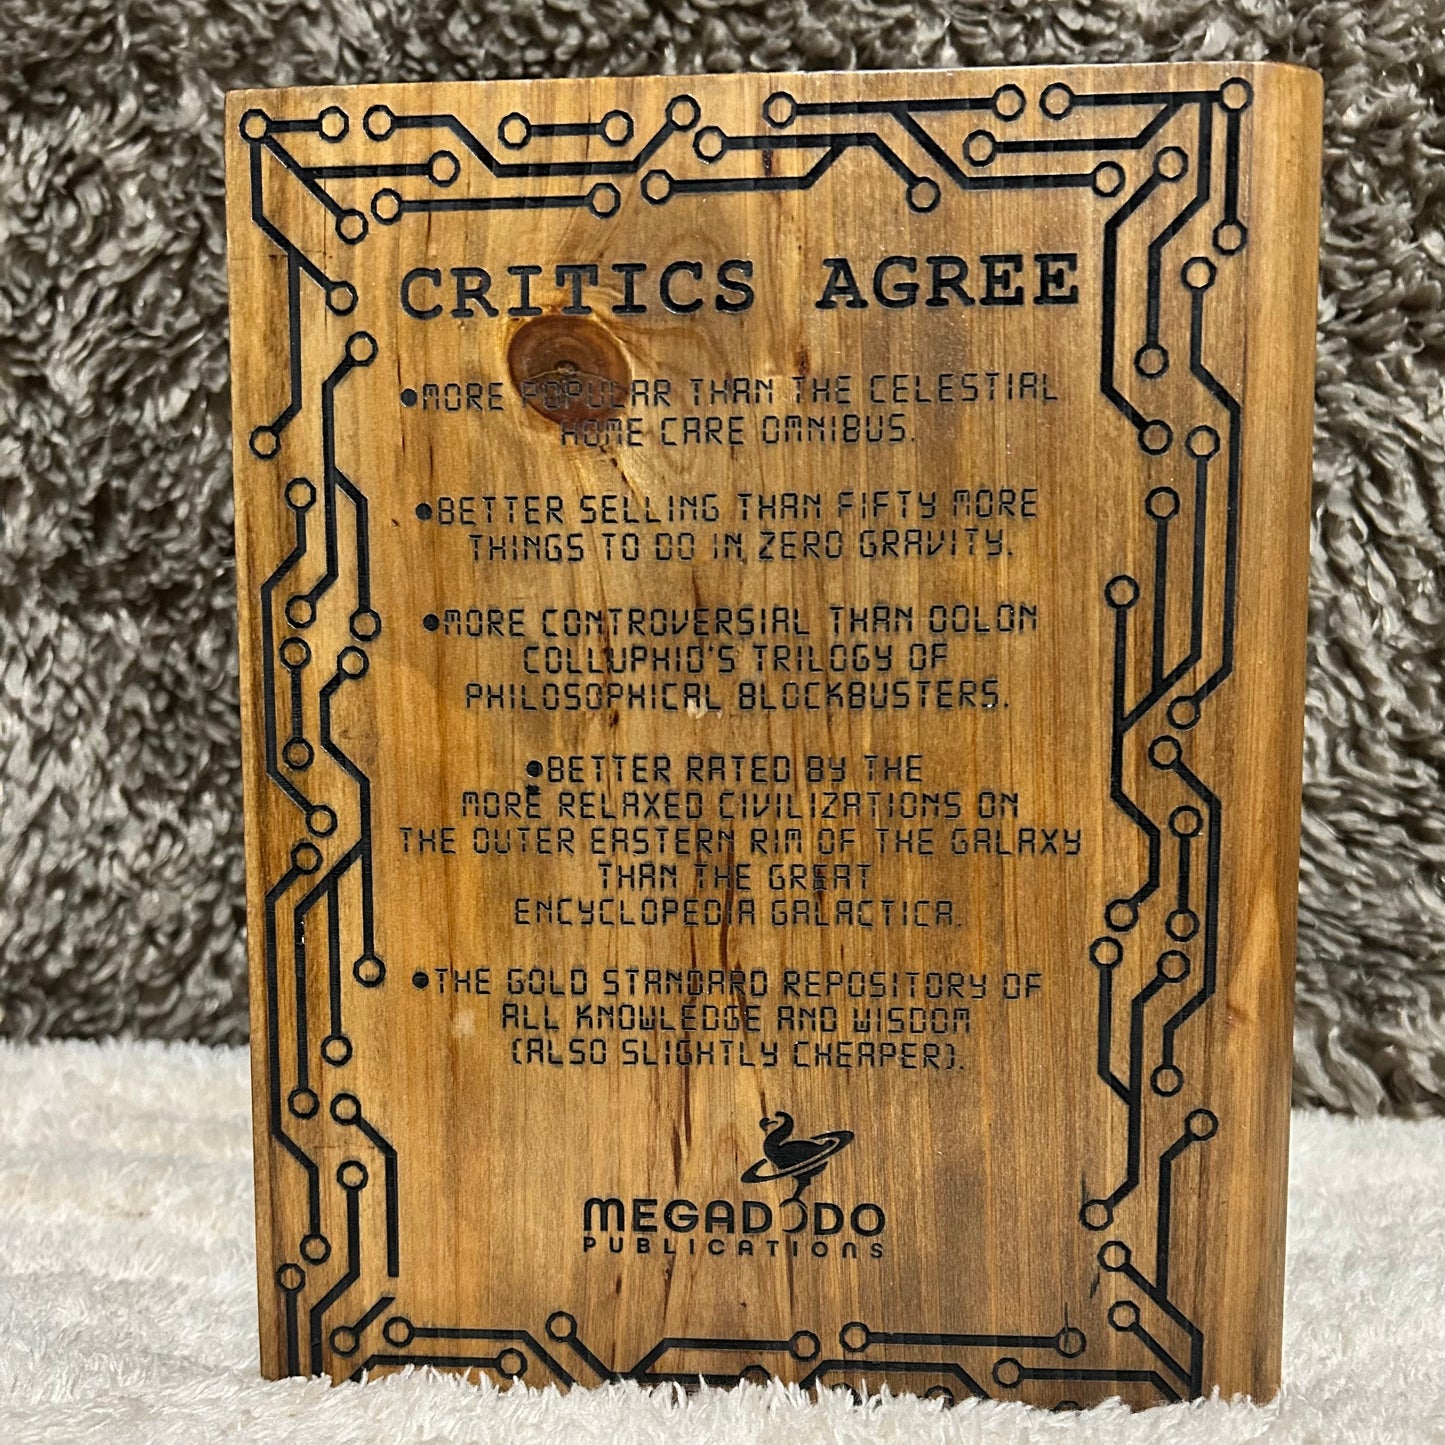 CRITICS AGREE
•MORE POPULAR THAN THE CELESTIAL
HOME CARE OMNIBUS.
•BETTER SELLING THAN FIFTY MORE
THINGS TO DO IN ZERO GRAVITY.
•MORE CONTROVERSIAL THAN OOLON
COLLUPHID'S TRILOGY OF
PHILOSOPHICAL BLOCKBUSTERS.
•BETTER RATED BY THE
MORE RELAXED CIVILIZATIONS ON
THE OUTER EASTERN RIM OF THE GALAXY
THAN THE GREAT
ENCYCLOPEDIA GALACTICA.
•THE GOLD STANDARD REPOSITORY OF
ALL KNOWLEDGE AND WISDOM
(ALSO SLIGHTLY CHEAPER).
MEGADODO
PUBLICATIONS